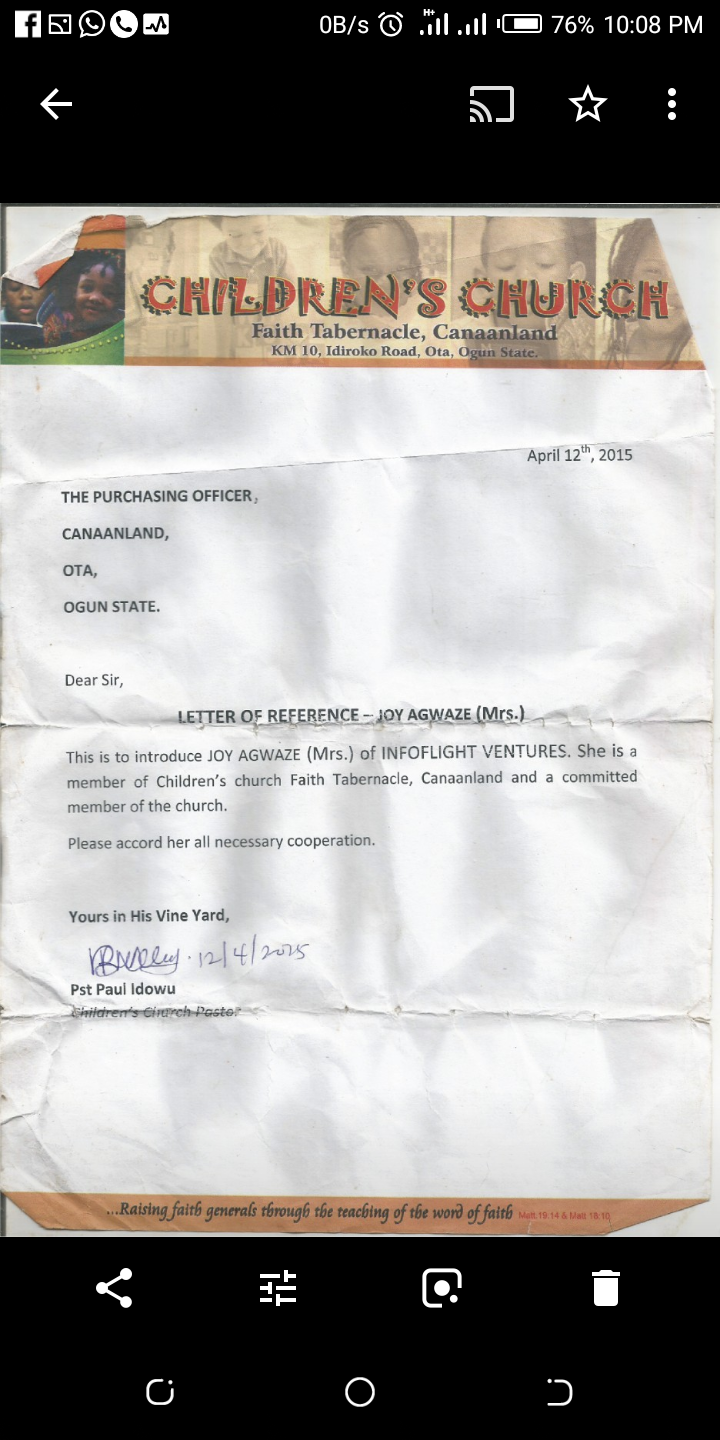 0B/s H+ 76% 10:08 PM
CHILDREN'S CHURCH
Faith Tabernacle, Canaanland
KM 10, Idiroko Road, Ota, Ogun State.
April 12th, 2015
THE PURCHASING OFFICER,
CANAANLAND,
OTA,
OGUN STATE.
Dear Sir,
LETTER OF REFERENCE – JOY AGWAZE (Mrs.)
This is to introduce JOY AGWAZE (Mrs.) of INFOFLIGHT VENTURES. She is a
member of Children's church Faith Tabernacle, Canaanland and a committed
member of the church.
Please accord her all necessary cooperation.
Yours in His Vine Yard,
12/4/2015
Pst Paul Idowu
Children's Church Pastor
...Raising faith generals through the teaching of the word of faith Matt.19:14 & Matt 18:10